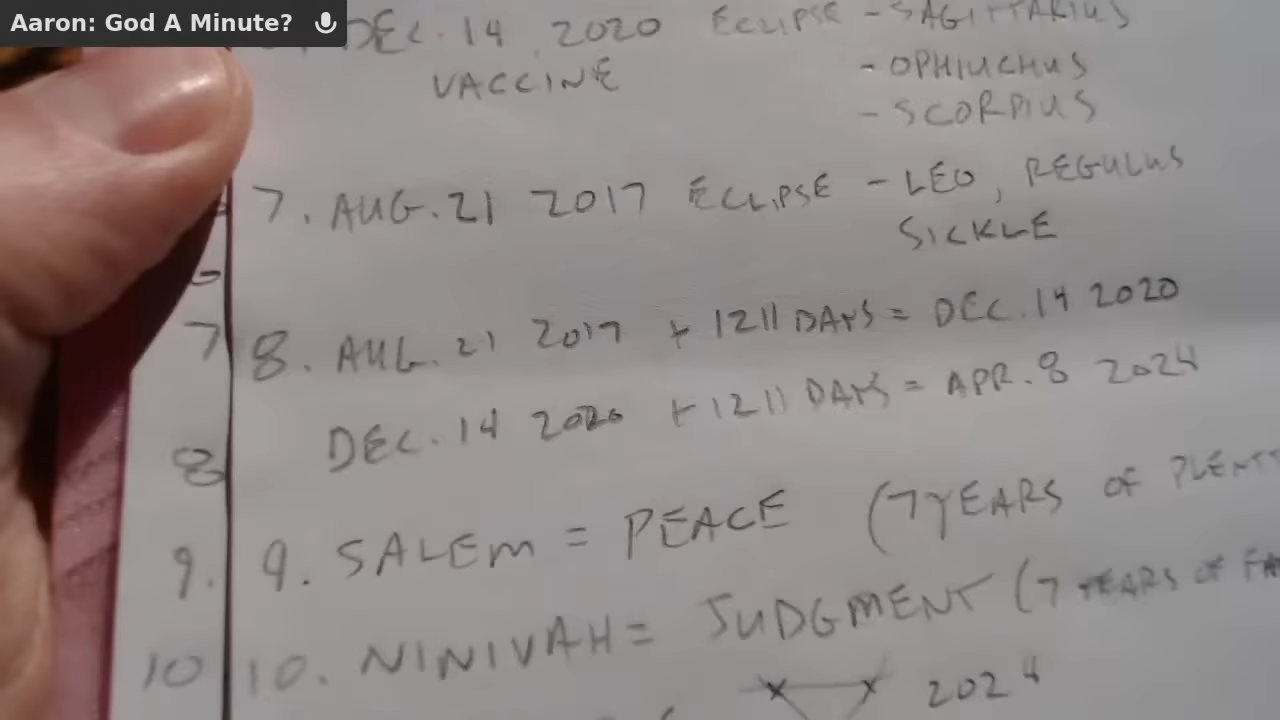 Aaron: God A Minute?
DEC. 14, 2020 ECLIPSE - SAGITTARIUS
VACCINE - OPHIUCHUS
- SCORPIUS
7. AUG. 21 2017 ECLIPSE - LEO, REGULUS
SICKLE
7
8. AUG. 21 2017 + 1211 DAYS = DEC. 14 2020
DEC. 14 2020 + 1211 DAYS = APR. 8 2024
8
9. 9. SALEM = PEACE (7 YEARS OF PLENT
10 10. NINIVAH = JUDGMENT (7 YEARS OF FA
2024